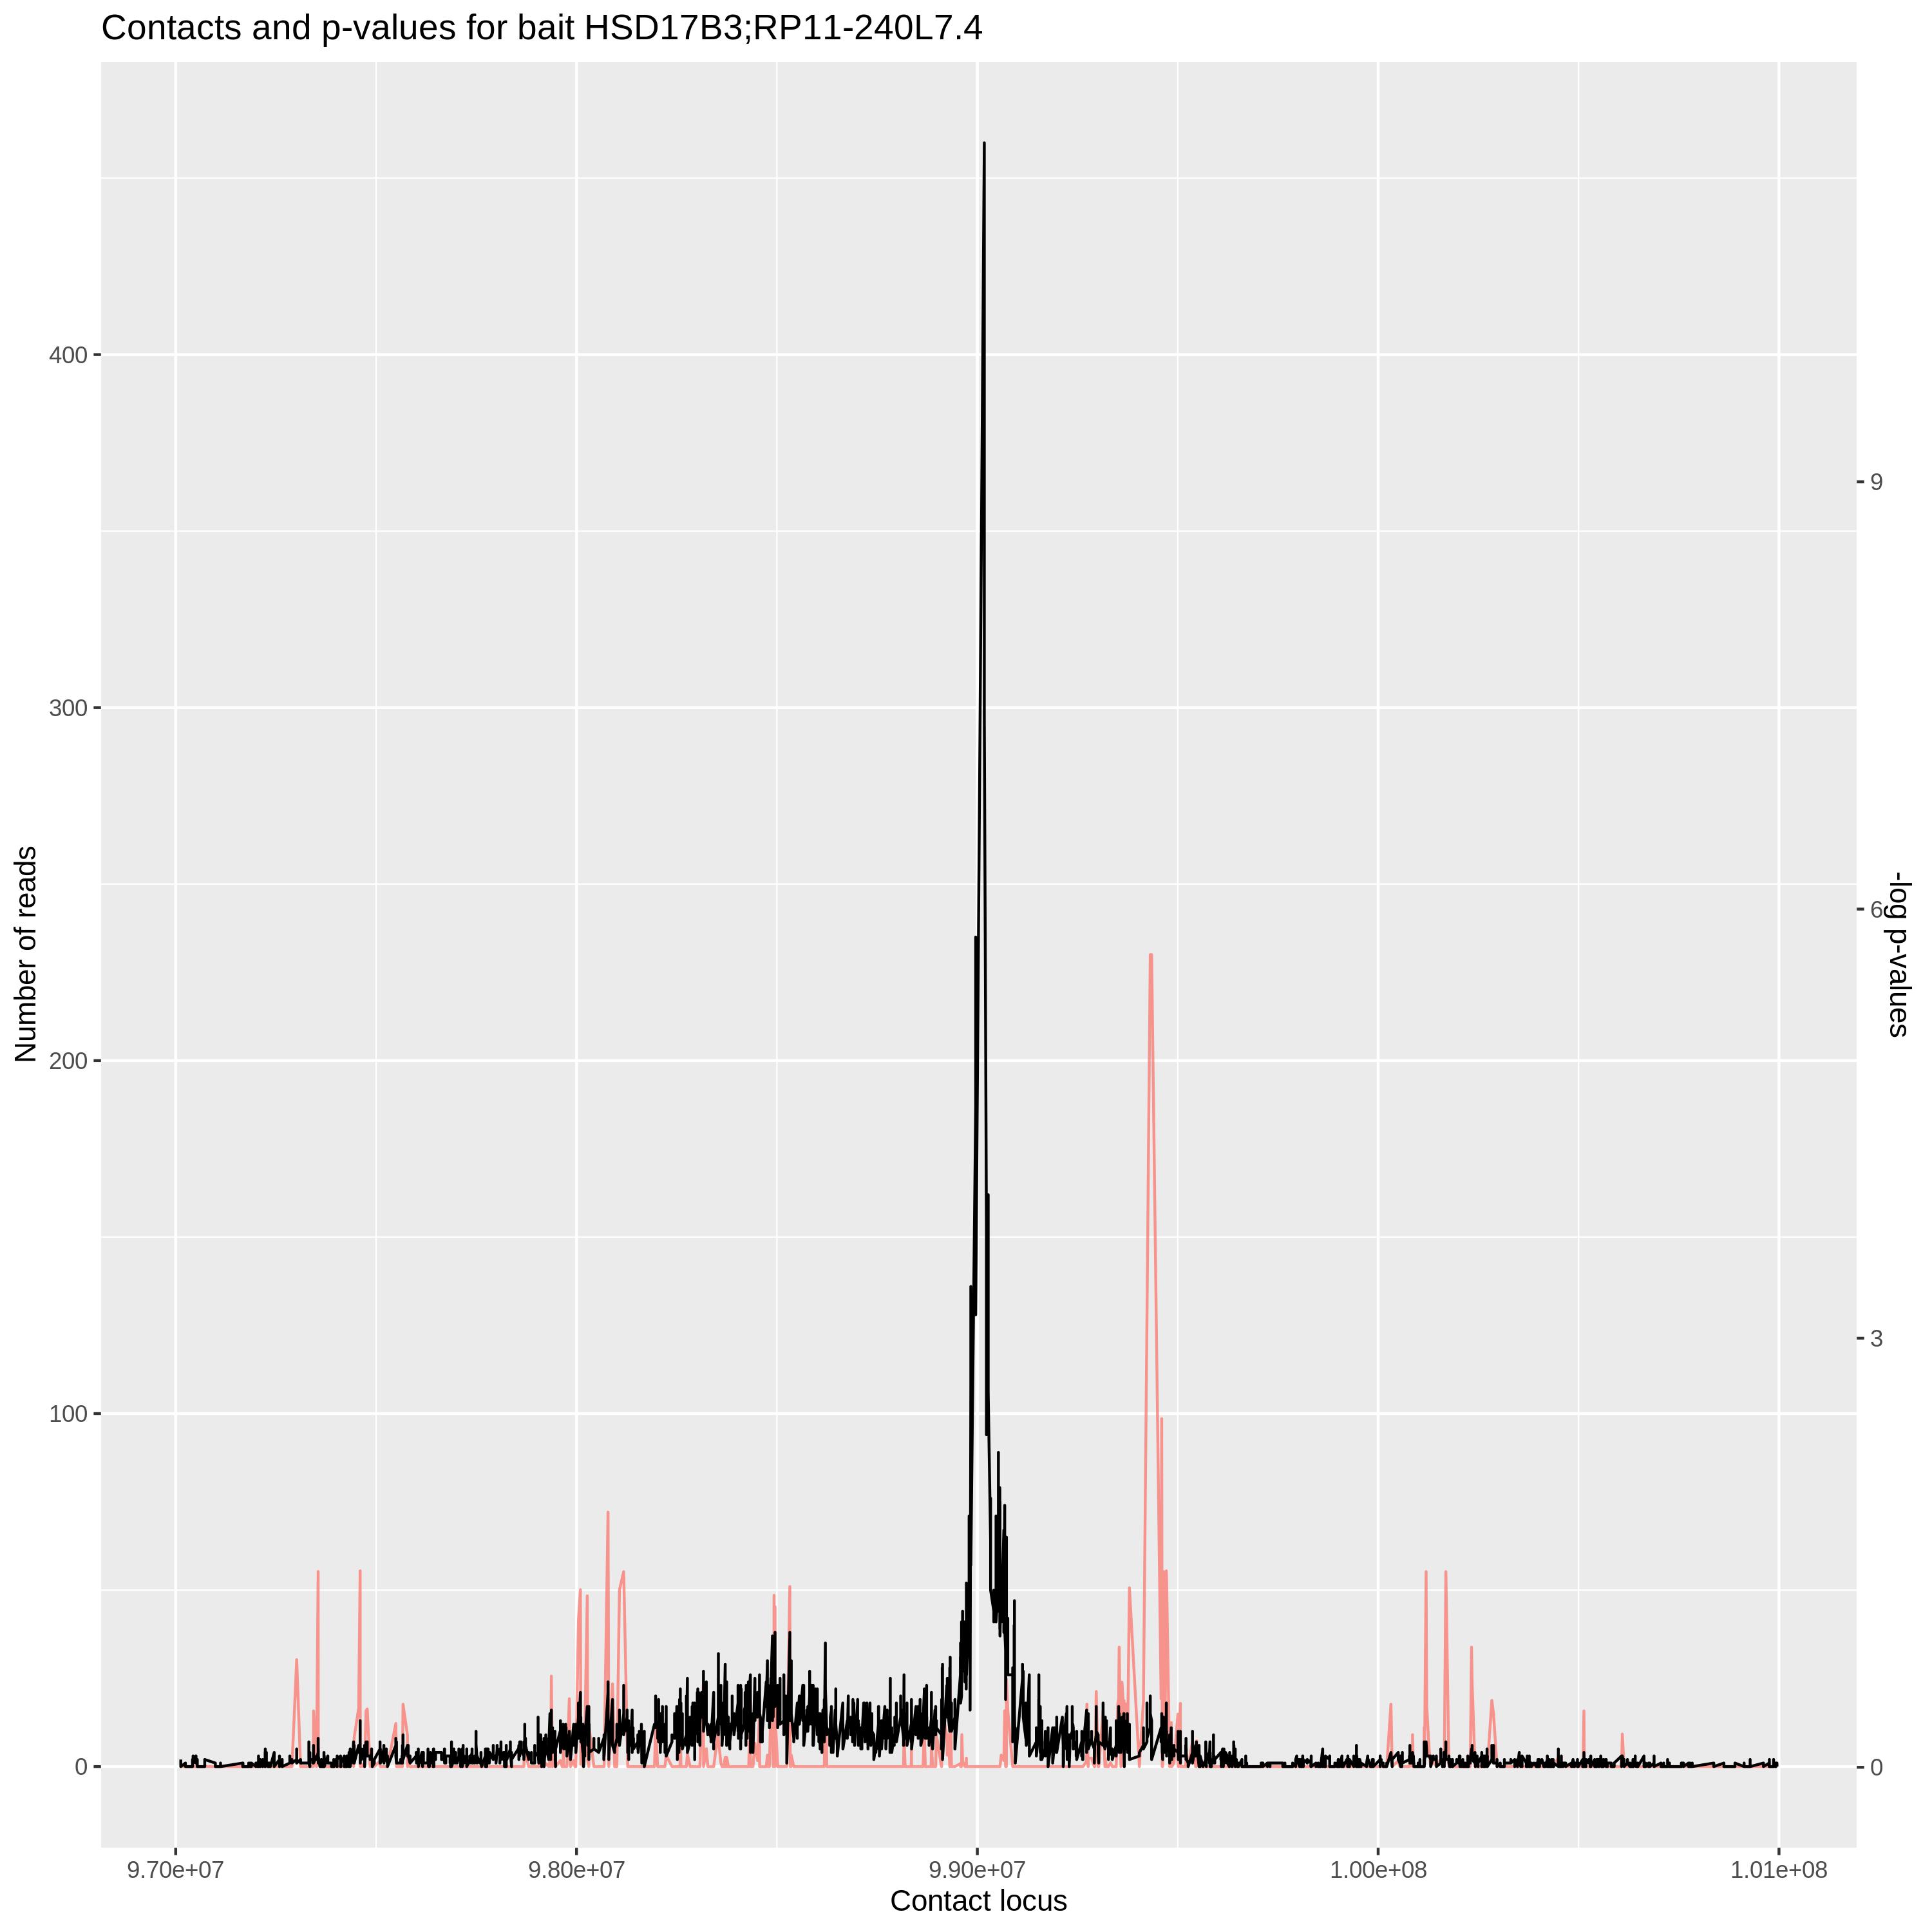 Contacts and p-values for bait HSD17B3;RP11-240L7.4
400
300
200
100
0
Number of reads
9
6
3
0
-log p-values
9.70e+07
9.80e+07
9.90e+07
1.00e+08
1.01e+08
Contact locus